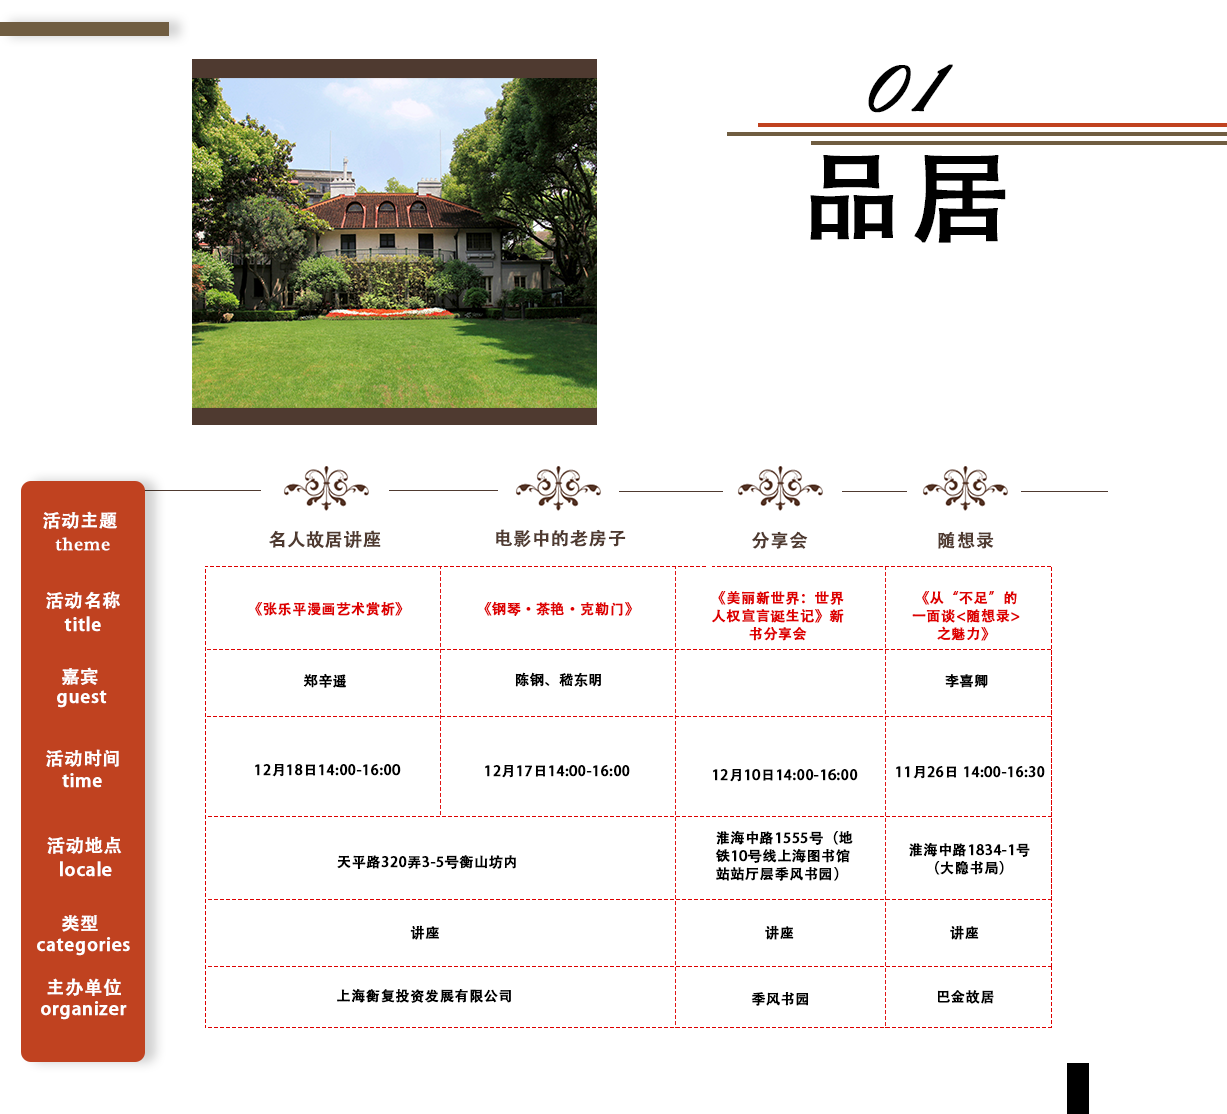 01
品居
活动主题
theme
名人故居讲座
电影中的老房子
分享会
随想录
活动名称
title
《张乐平漫画艺术赏析》
《钢琴·茶艳·克勒门》
《美丽新世界：世界
人权宣言诞生记》新
书分享会
《从“不足”的
一面谈<随想录>
之魅力》
嘉宾
guest
郑辛遥
陈钢、嵇东明
李喜卿
活动时间
time
12月18日14:00-16:00
12月17日14:00-16:00
12月10日14:00-16:00
11月26日 14:00-16:30
活动地点
locale
天平路320弄3-5号衡山坊内
淮海中路1555号（地
铁10号线上海图书馆
站站厅层季风书园）
淮海中路1834-1号
（大隐书局）
类型
categories
讲座
讲座
讲座
主办单位
organizer
上海衡复投资发展有限公司
季风书园
巴金故居